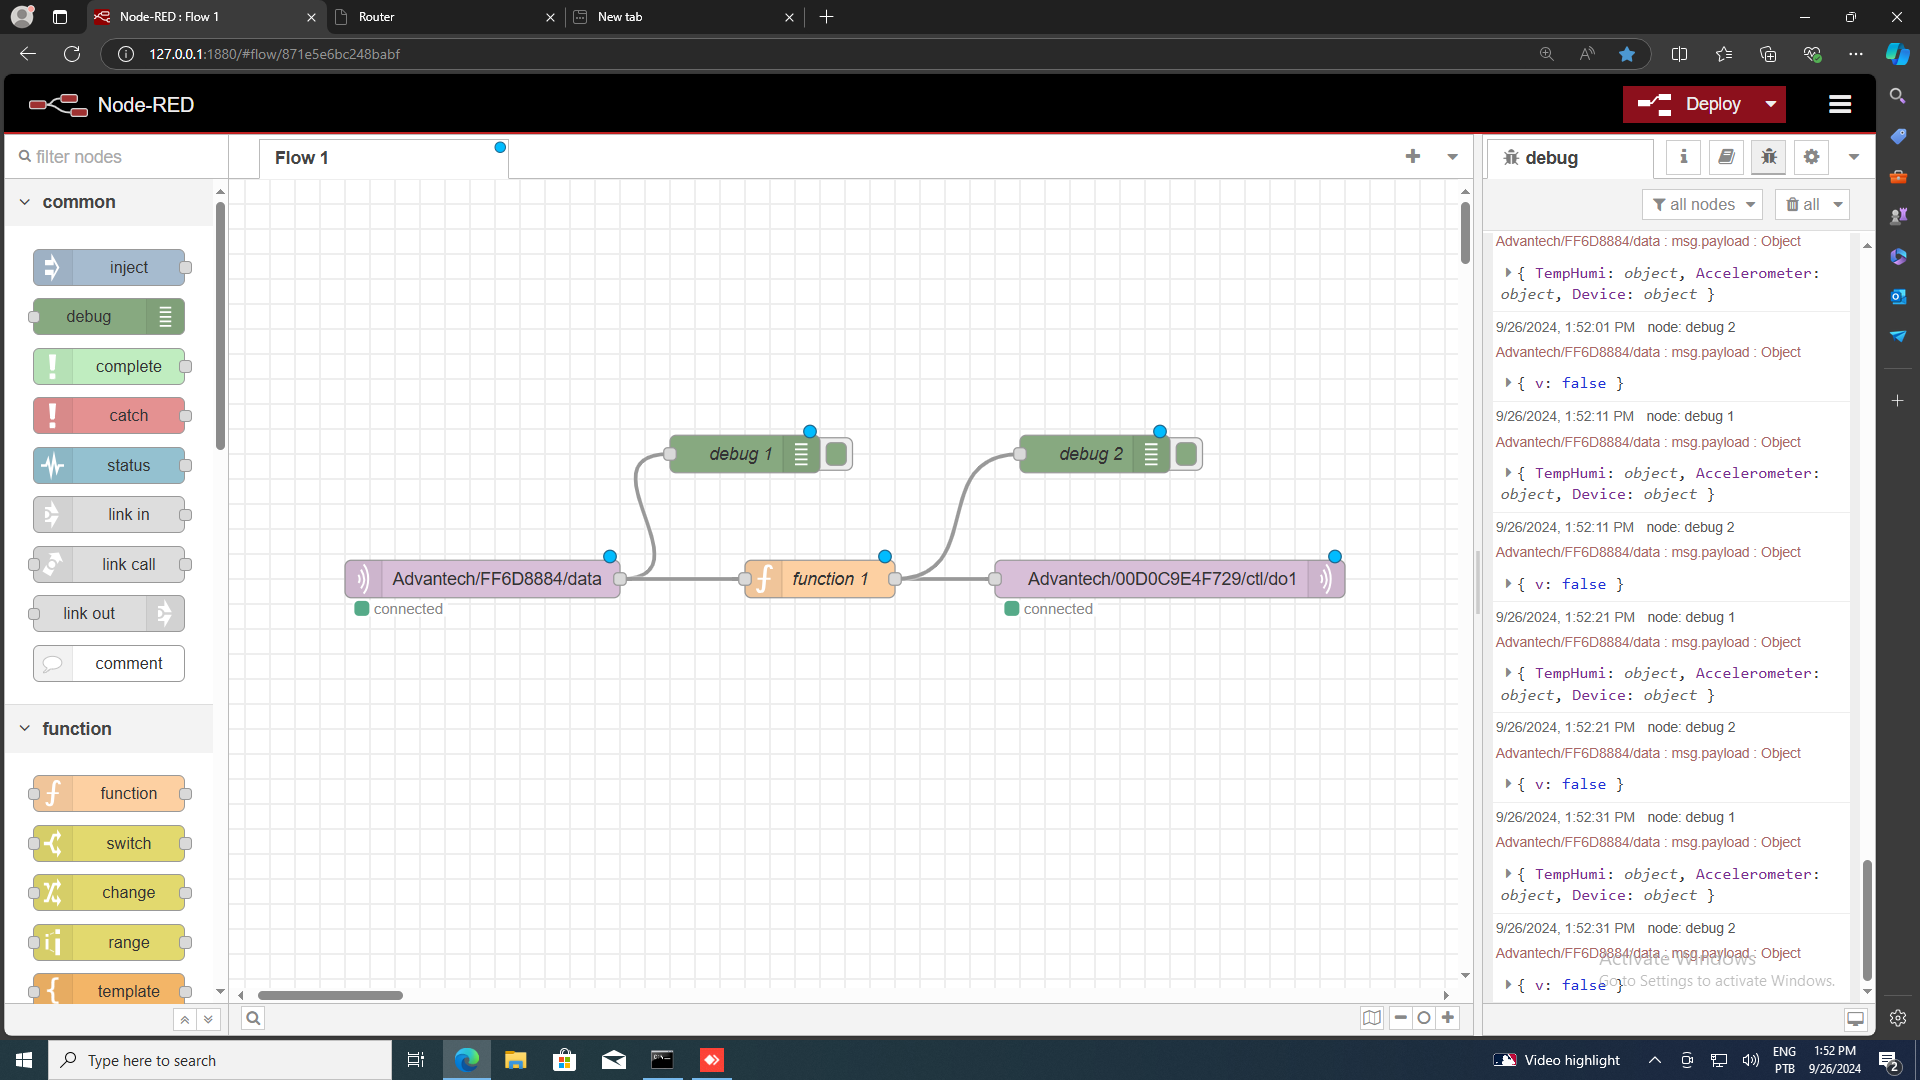 Node-RED : Flow 1
Router
New tab
127.0.0.1:1880/#flow/871e5e6bc248babf
Node-RED
Deploy
filter nodes
Flow 1
debug
all nodes
all
common
inject
debug
complete
catch
status
link in
link call
link out
comment
function
function
switch
change
range
template
debug 1
debug 2
Advantech/FF6D8884/data
function 1
Advantech/00D0C9E4F729/ctl/do1
connected
connected
Advantech/FF6D8884/data : msg.payload : Object
{ TempHumi: object, Accelerometer:
object, Device: object }
9/26/2024, 1:52:01 PM node: debug 2
Advantech/FF6D8884/data : msg.payload : Object
{ v: false }
9/26/2024, 1:52:11 PM node: debug 1
Advantech/FF6D8884/data : msg.payload : Object
{ TempHumi: object, Accelerometer:
object, Device: object }
9/26/2024, 1:52:11 PM node: debug 2
Advantech/FF6D8884/data : msg.payload : Object
{ v: false }
9/26/2024, 1:52:21 PM node: debug 1
Advantech/FF6D8884/data : msg.payload : Object
{ TempHumi: object, Accelerometer:
object, Device: object }
9/26/2024, 1:52:21 PM node: debug 2
Advantech/FF6D8884/data : msg.payload : Object
{ v: false }
9/26/2024, 1:52:31 PM node: debug 1
Advantech/FF6D8884/data : msg.payload : Object
{ TempHumi: object, Accelerometer:
object, Device: object }
9/26/2024, 1:52:31 PM node: debug 2
Advantech/FF6D8884/data : msg.payload : Object
{ v: false }
Activate Windows
Go to Settings to activate Windows.
Type here to search
Video highlight
ENG
PTB
1:52 PM
9/26/2024
2